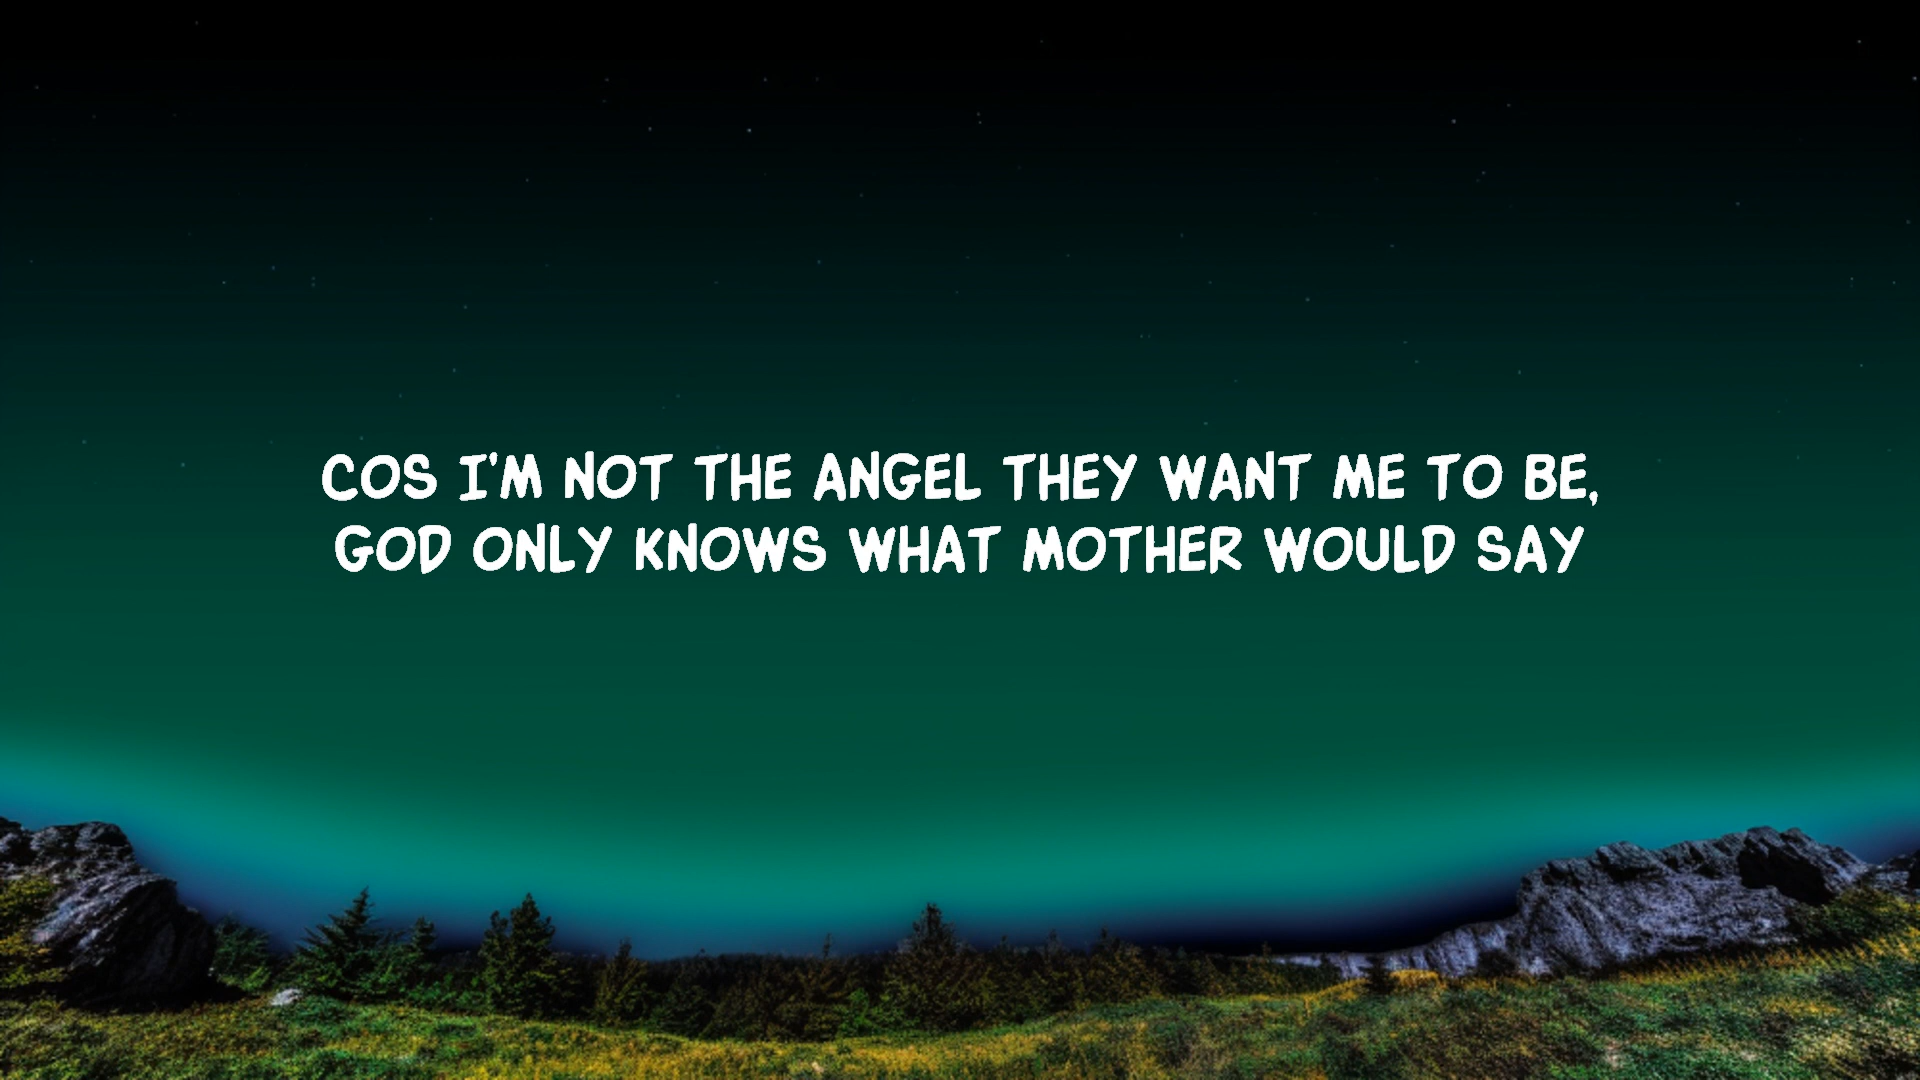 COS I'M NOT THE ANGEL THEY WANT ME TO BE,
GOD ONLY KNOWS WHAT MOTHER WOULD SAY